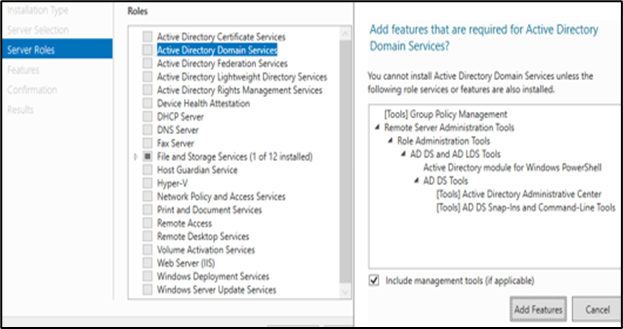 Installation Type
Server Selection
Server Roles
Features
Confirmation
Results
Roles
Active Directory Certificate Services
Active Directory Domain Services
Active Directory Federation Services
Active Directory Lightweight Directory Services
Active Directory Rights Management Services
Device Health Attestation
DHCP Server
DNS Server
Fax Server
File and Storage Services (1 of 12 installed)
Host Guardian Service
Hyper-V
Network Policy and Access Services
Print and Document Services
Remote Access
Remote Desktop Services
Volume Activation Services
Web Server (IIS)
Windows Deployment Services
Windows Server Update Services
Add features that are required for Active Directory
Domain Services?
You cannot install Active Directory Domain Services unless the
following role services or features are also installed.
[Tools] Group Policy Management
Remote Server Administration Tools
Role Administration Tools
AD DS and AD LDS Tools
Active Directory module for Windows PowerShell
AD DS Tools
[Tools] Active Directory Administrative Center
[Tools] AD DS Snap-Ins and Command-Line Tools
Include management tools (if applicable)
Add Features
Cancel